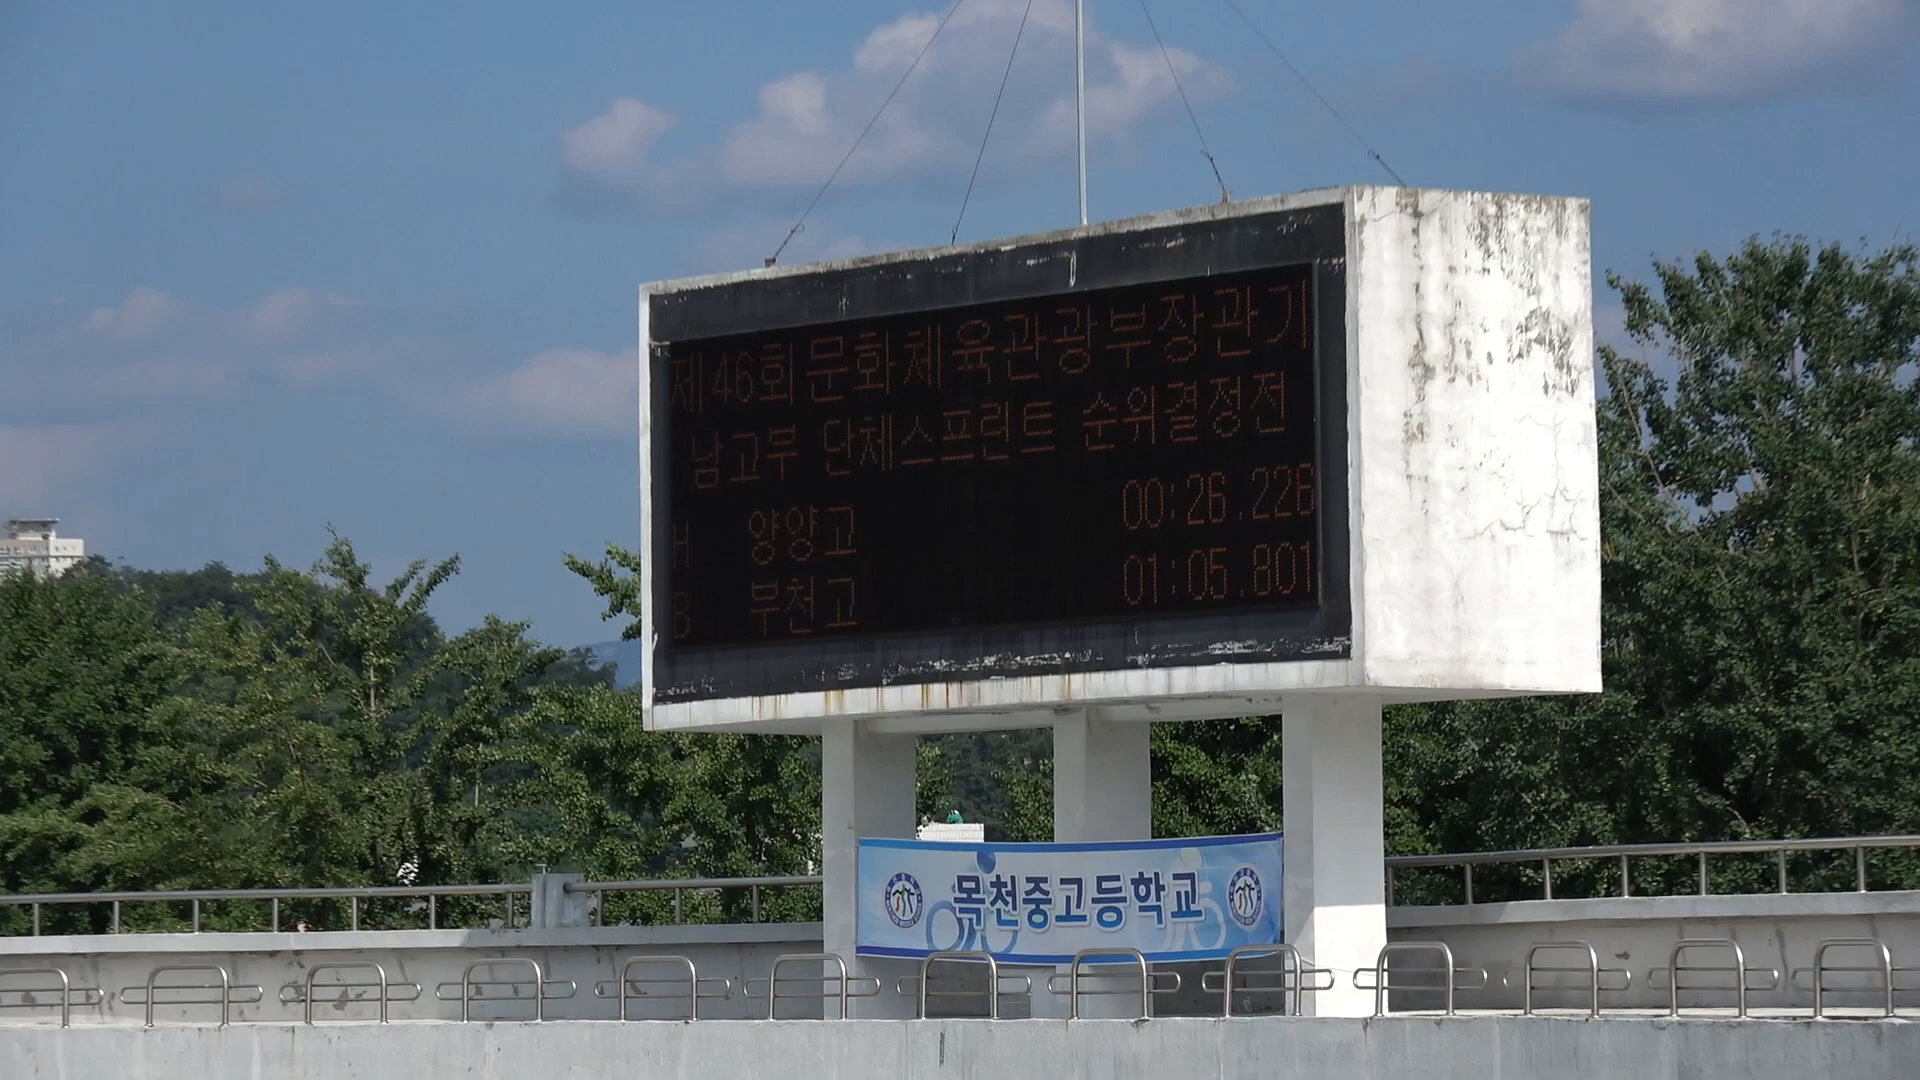 제46회 문화체육관광부장관기
남고부 단체스프린트 순위결정전
H 양양고 00:26.226
B 부천고 01:05.801
목천중고등학교